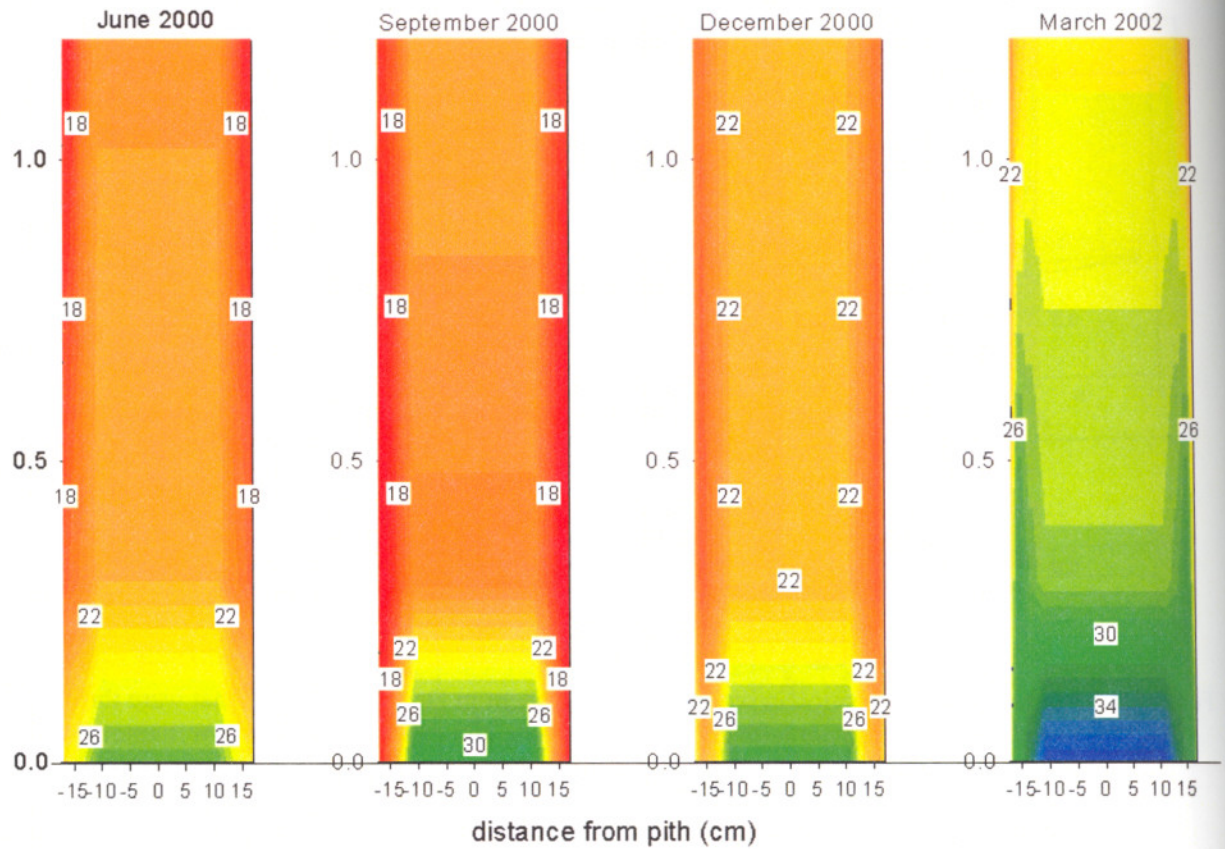 June 2000 September 2000 December 2000 March 2002
18 18 18 18 22 22
1.0 1.0 1.0 1.0
22 22
18 18 18 18 22 22
26 26
0.5 0.5 0.5 0.5
18 18 18 18 22 22
22
22 22 22 22 22 22 30
18 18
26 26 26 26 22 26 26 22 34
30
0.0 0.0 0.0 0.0
-15 -10 -5 0 5 10 15 -15 -10 -5 0 5 10 15 -15 -10 -5 0 5 10 15 -15 -10 -5 0 5 10 15
distance from pith (cm)